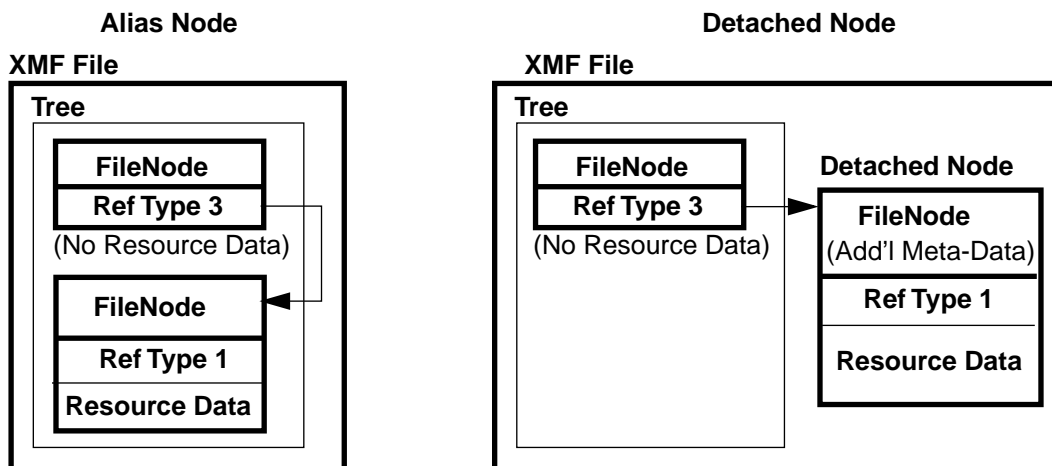 Alias Node
XMF File
Tree
FileNode
Ref Type 3
(No Resource Data)
FileNode
Ref Type 1
Resource Data
Detached Node
XMF File
Tree
FileNode
Ref Type 3
(No Resource Data)
Detached Node
FileNode
(Add'l Meta-Data)
Ref Type 1
Resource Data